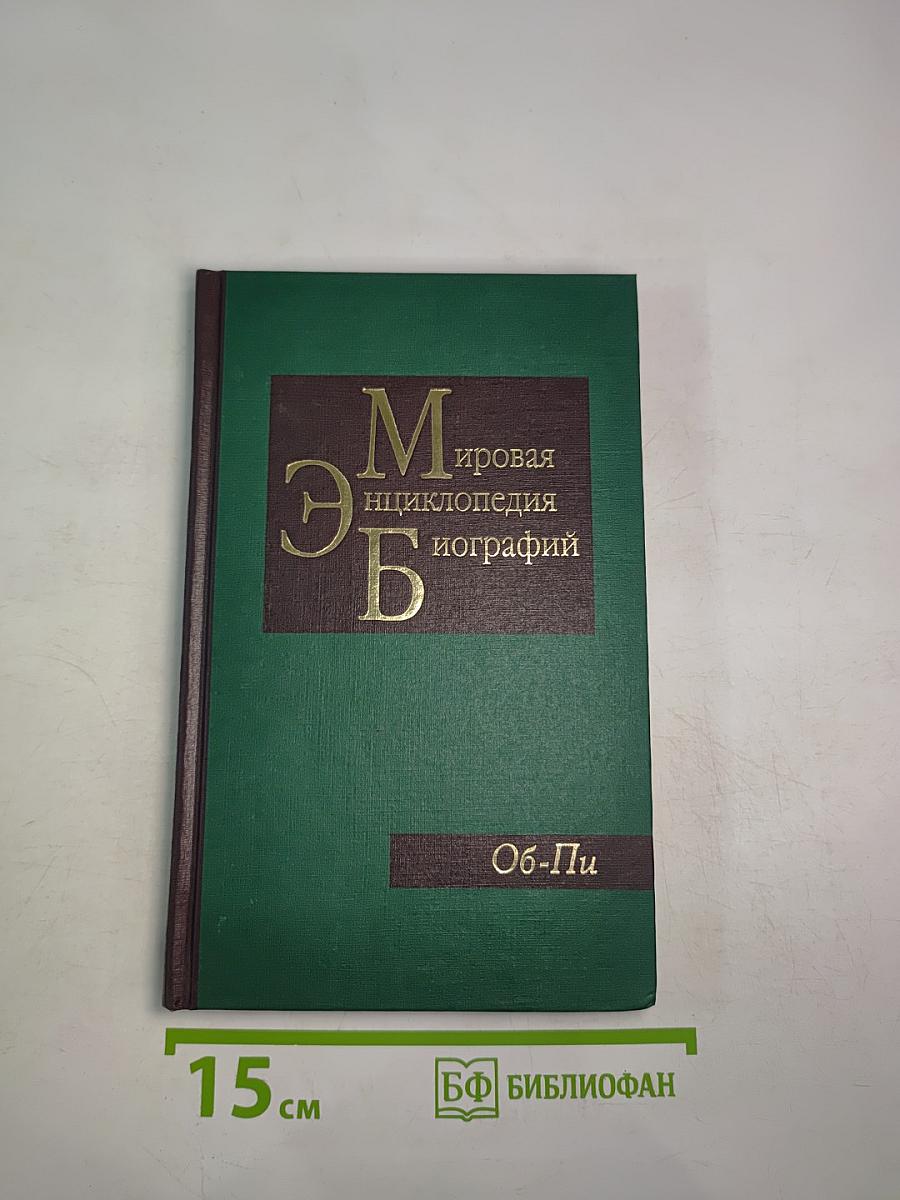 Мировая
Энциклопедия
Биографий
Об-Пи
15 см
БФ БИБЛИОФАН